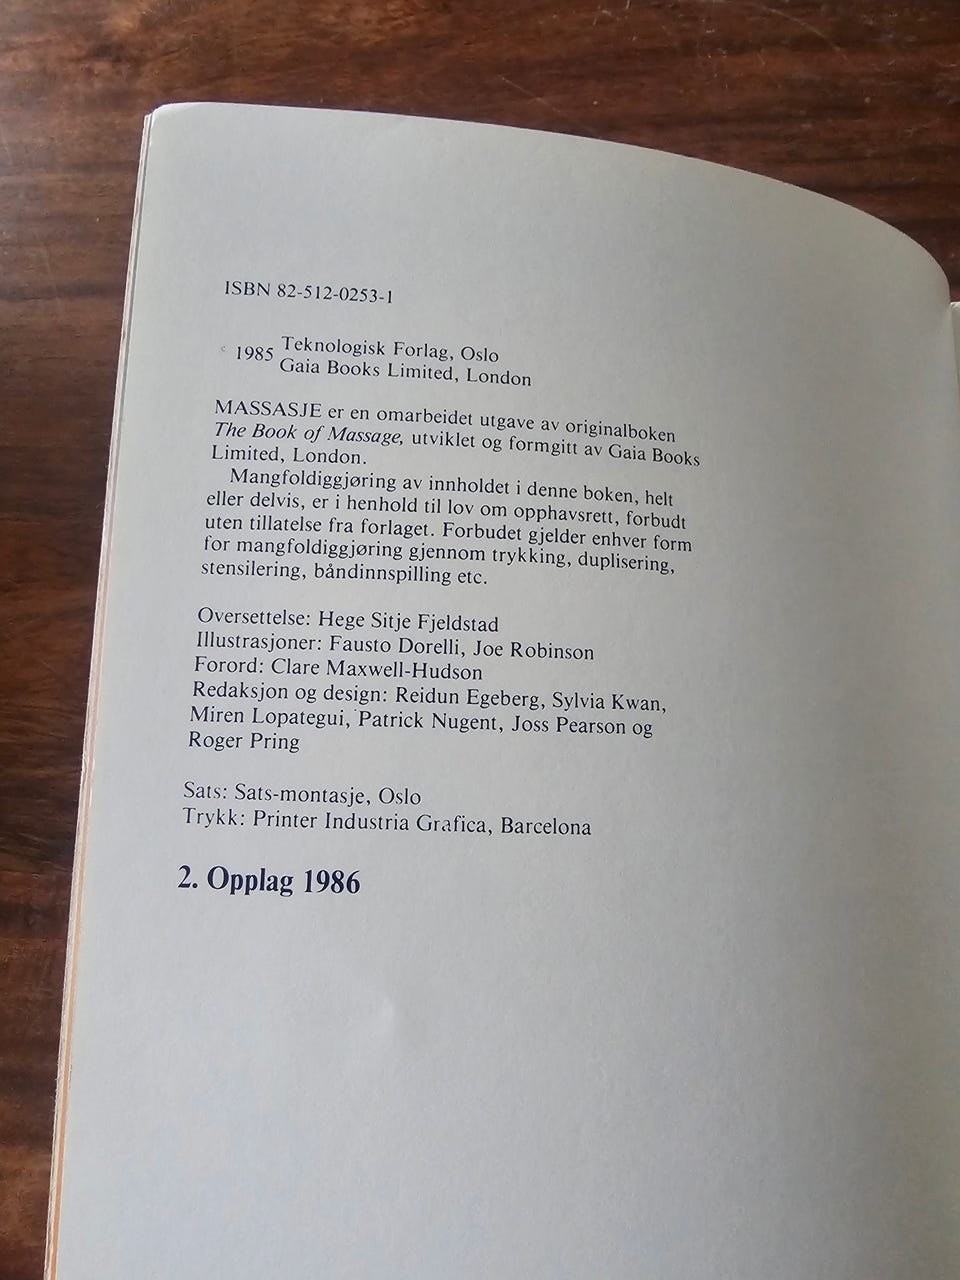 ISBN 82-512-0253-1
© 1985 Teknologisk Forlag, Oslo
Gaia Books Limited, London
MASSASJE er en omarbeidet utgave av originalboken
The Book of Massage, utviklet og formgitt av Gaia Books
Limited, London.
Mangfoldiggjøring av innholdet i denne boken, helt
eller delvis, er i henhold til lov om opphavsrett, forbudt
uten tillatelse fra forlaget. Forbudet gjelder enhver form
for mangfoldiggjøring gjennom trykking, duplisering,
stensilering, båndinnspilling etc.
Oversettelse: Hege Sitje Fjeldstad
Illustrasjoner: Fausto Dorelli, Joe Robinson
Forord: Clare Maxwell-Hudson
Redaksjon og design: Reidun Egeberg, Sylvia Kwan,
Miren Lopategui, Patrick Nugent, Joss Pearson og
Roger Pring
Sats: Sats-montasje, Oslo
Trykk: Printer Industria Grafica, Barcelona
2. Opplag 1986